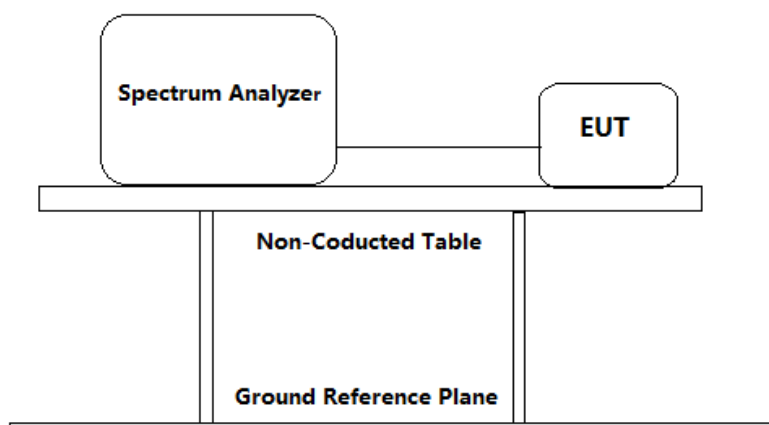 Spectrum Analyzer
EUT
Non-Coducted Table
Ground Reference Plane